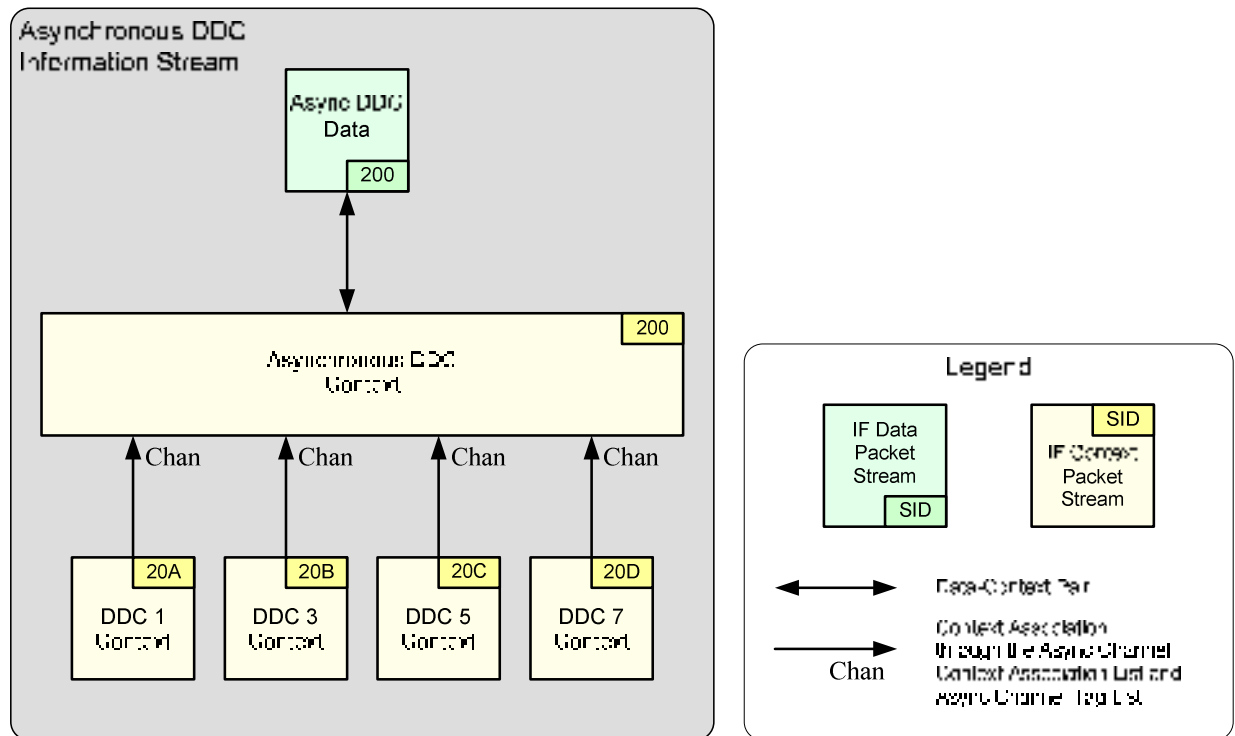 Asynchronous DDC
Information Stream
Async DDC
Data
200
200
Asynchronous DDC
Context
Chan
Chan
Chan
Chan
20A
20B
20C
20D
DDC 1
Context
DDC 3
Context
DDC 5
Context
DDC 7
Context
Legend
IF Data
Packet
Stream
SID
SID
IF Context
Packet
Stream
Data-Context Pair
Chan
Context Association
through the Async Channel
Context Association List and
Async Channel Tag List